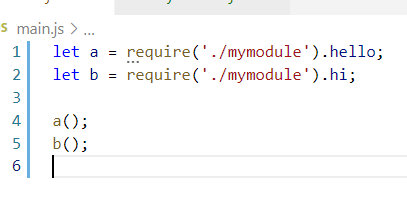 main.js > ...
1 let a = require('./mymodule').hello;
2 let b = require('./mymodule').hi;
3
4 a();
5 b();
6